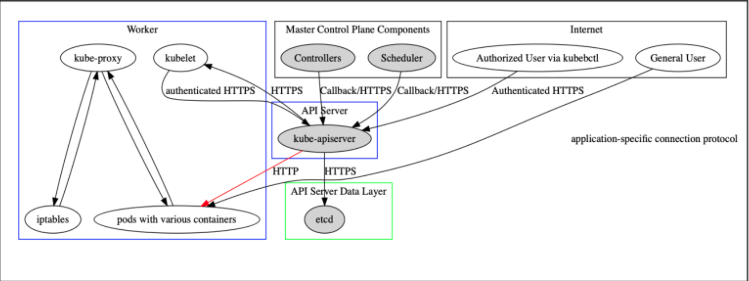 Worker
Master Control Plane Components
Internet
kube-proxy
kubelet
Controllers
Scheduler
Authorized User via kubebctl
General User
authenticated HTTPS
HTTPS
Callback/HTTPS
Callback/HTTPS
Authenticated HTTPS
API Server
kube-apiserver
application-specific connection protocol
HTTP
HTTPS
API Server Data Layer
iptables
pods with various containers
etcd